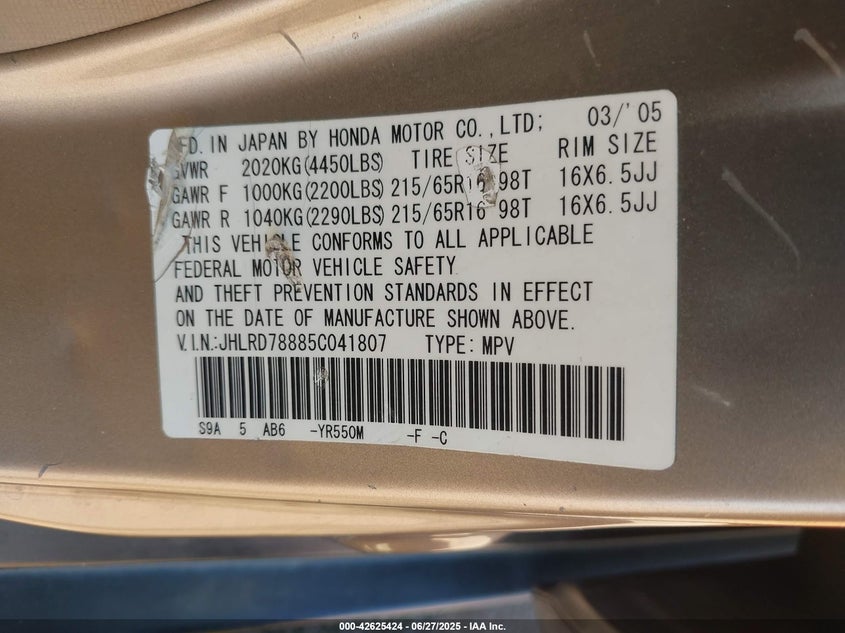 MFD. IN JAPAN BY HONDA MOTOR CO.,LTD; 03/'05
GVWR 2020KG(4450LBS) TIRE SIZE RIM SIZE
GAWR F 1000KG(2200LBS) 215/65R16 98T 16X6.5JJ
GAWR R 1040KG(2290LBS) 215/65R16 98T 16X6.5JJ
THIS VEHICLE CONFORMS TO ALL APPLICABLE
FEDERAL MOTOR VEHICLE SAFETY
AND THEFT PREVENTION STANDARDS IN EFFECT
ON THE DATE OF MANUFACTURE SHOWN ABOVE.
V.I.N.:JHLRD78885C041807 TYPE: MPV
S9A 5 AB6 -YR550M -F -C
000-42625424 - 06/27/2025 - IAA Inc.